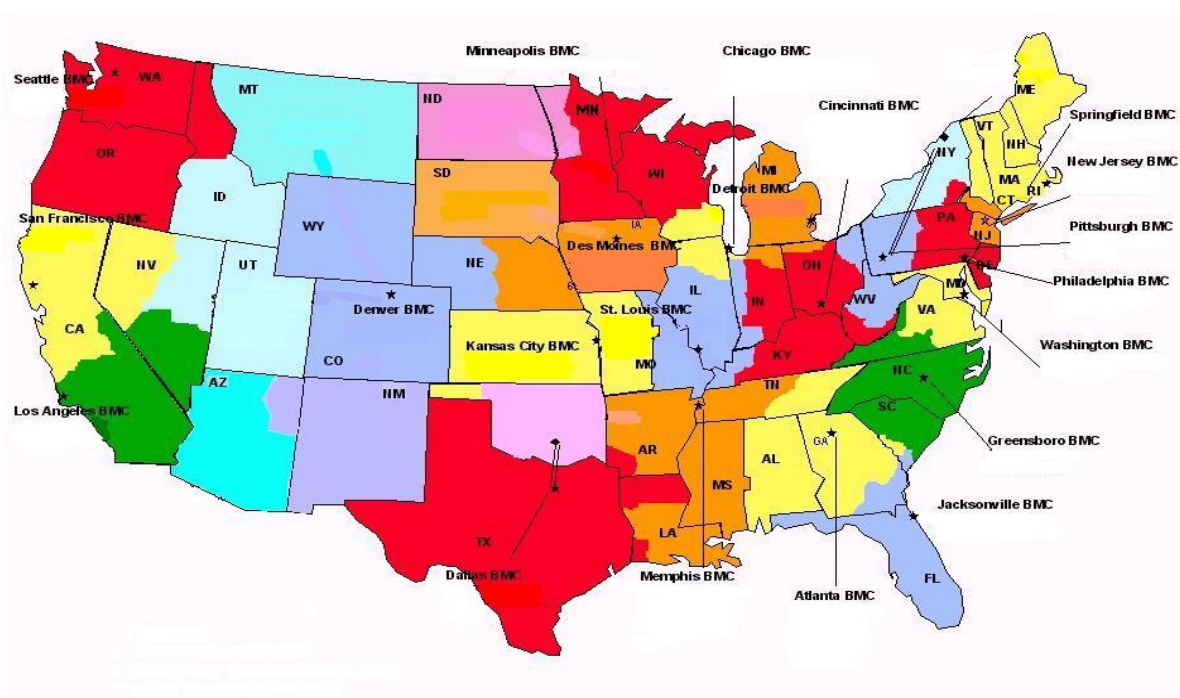 Minneapolis BMC
Chicago BMC
Seattle BMC
WA
MT
ND
MN
ME
Cincinnati BMC
Springfield BMC
VT
OR
NH
NY
New Jersey BMC
SD
WI
MI
MA
Detroit BMC
CT
RI
ID
San Francisco BMC
PA
WY
IA
Pittsburgh BMC
NJ
Des Moines BMC
NV
UT
NE
OH
DE
Philadelphia BMC
MD
IL
IN
WV
Denver BMC
St. Louis BMC
VA
CA
Washington BMC
Kansas City BMC
KY
CO
MO
NC
AZ
NM
TN
SC
Los Angeles BMC
Greensboro BMC
GA
AR
AL
MS
Jacksonville BMC
LA
TX
Dallas BMC
Memphis BMC
FL
Atlanta BMC